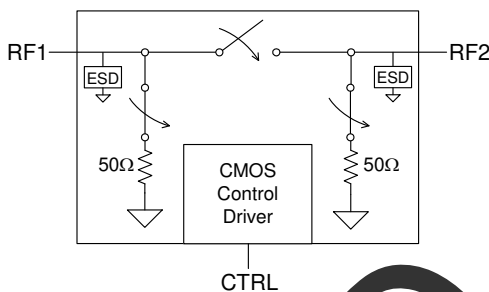 RF1
RF2
ESD
ESD
50Ω
50Ω
CMOS
Control
Driver
CTRL